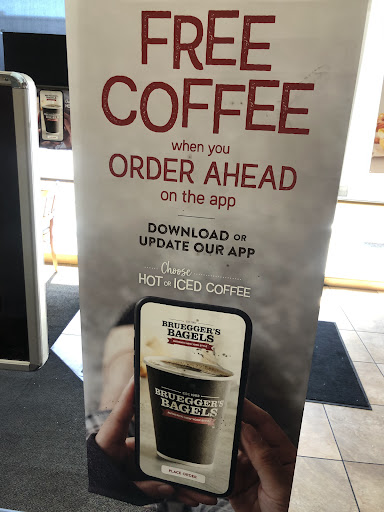 FREE
COFFEE
when you
ORDER AHEAD
on the app
DOWNLOAD OR
UPDATE OUR APP
Choose
HOT OR ICED COFFEE
BRUEGGER'S
BAGELS
BRUEGGER'S
BAGELS
PLACE ORDER